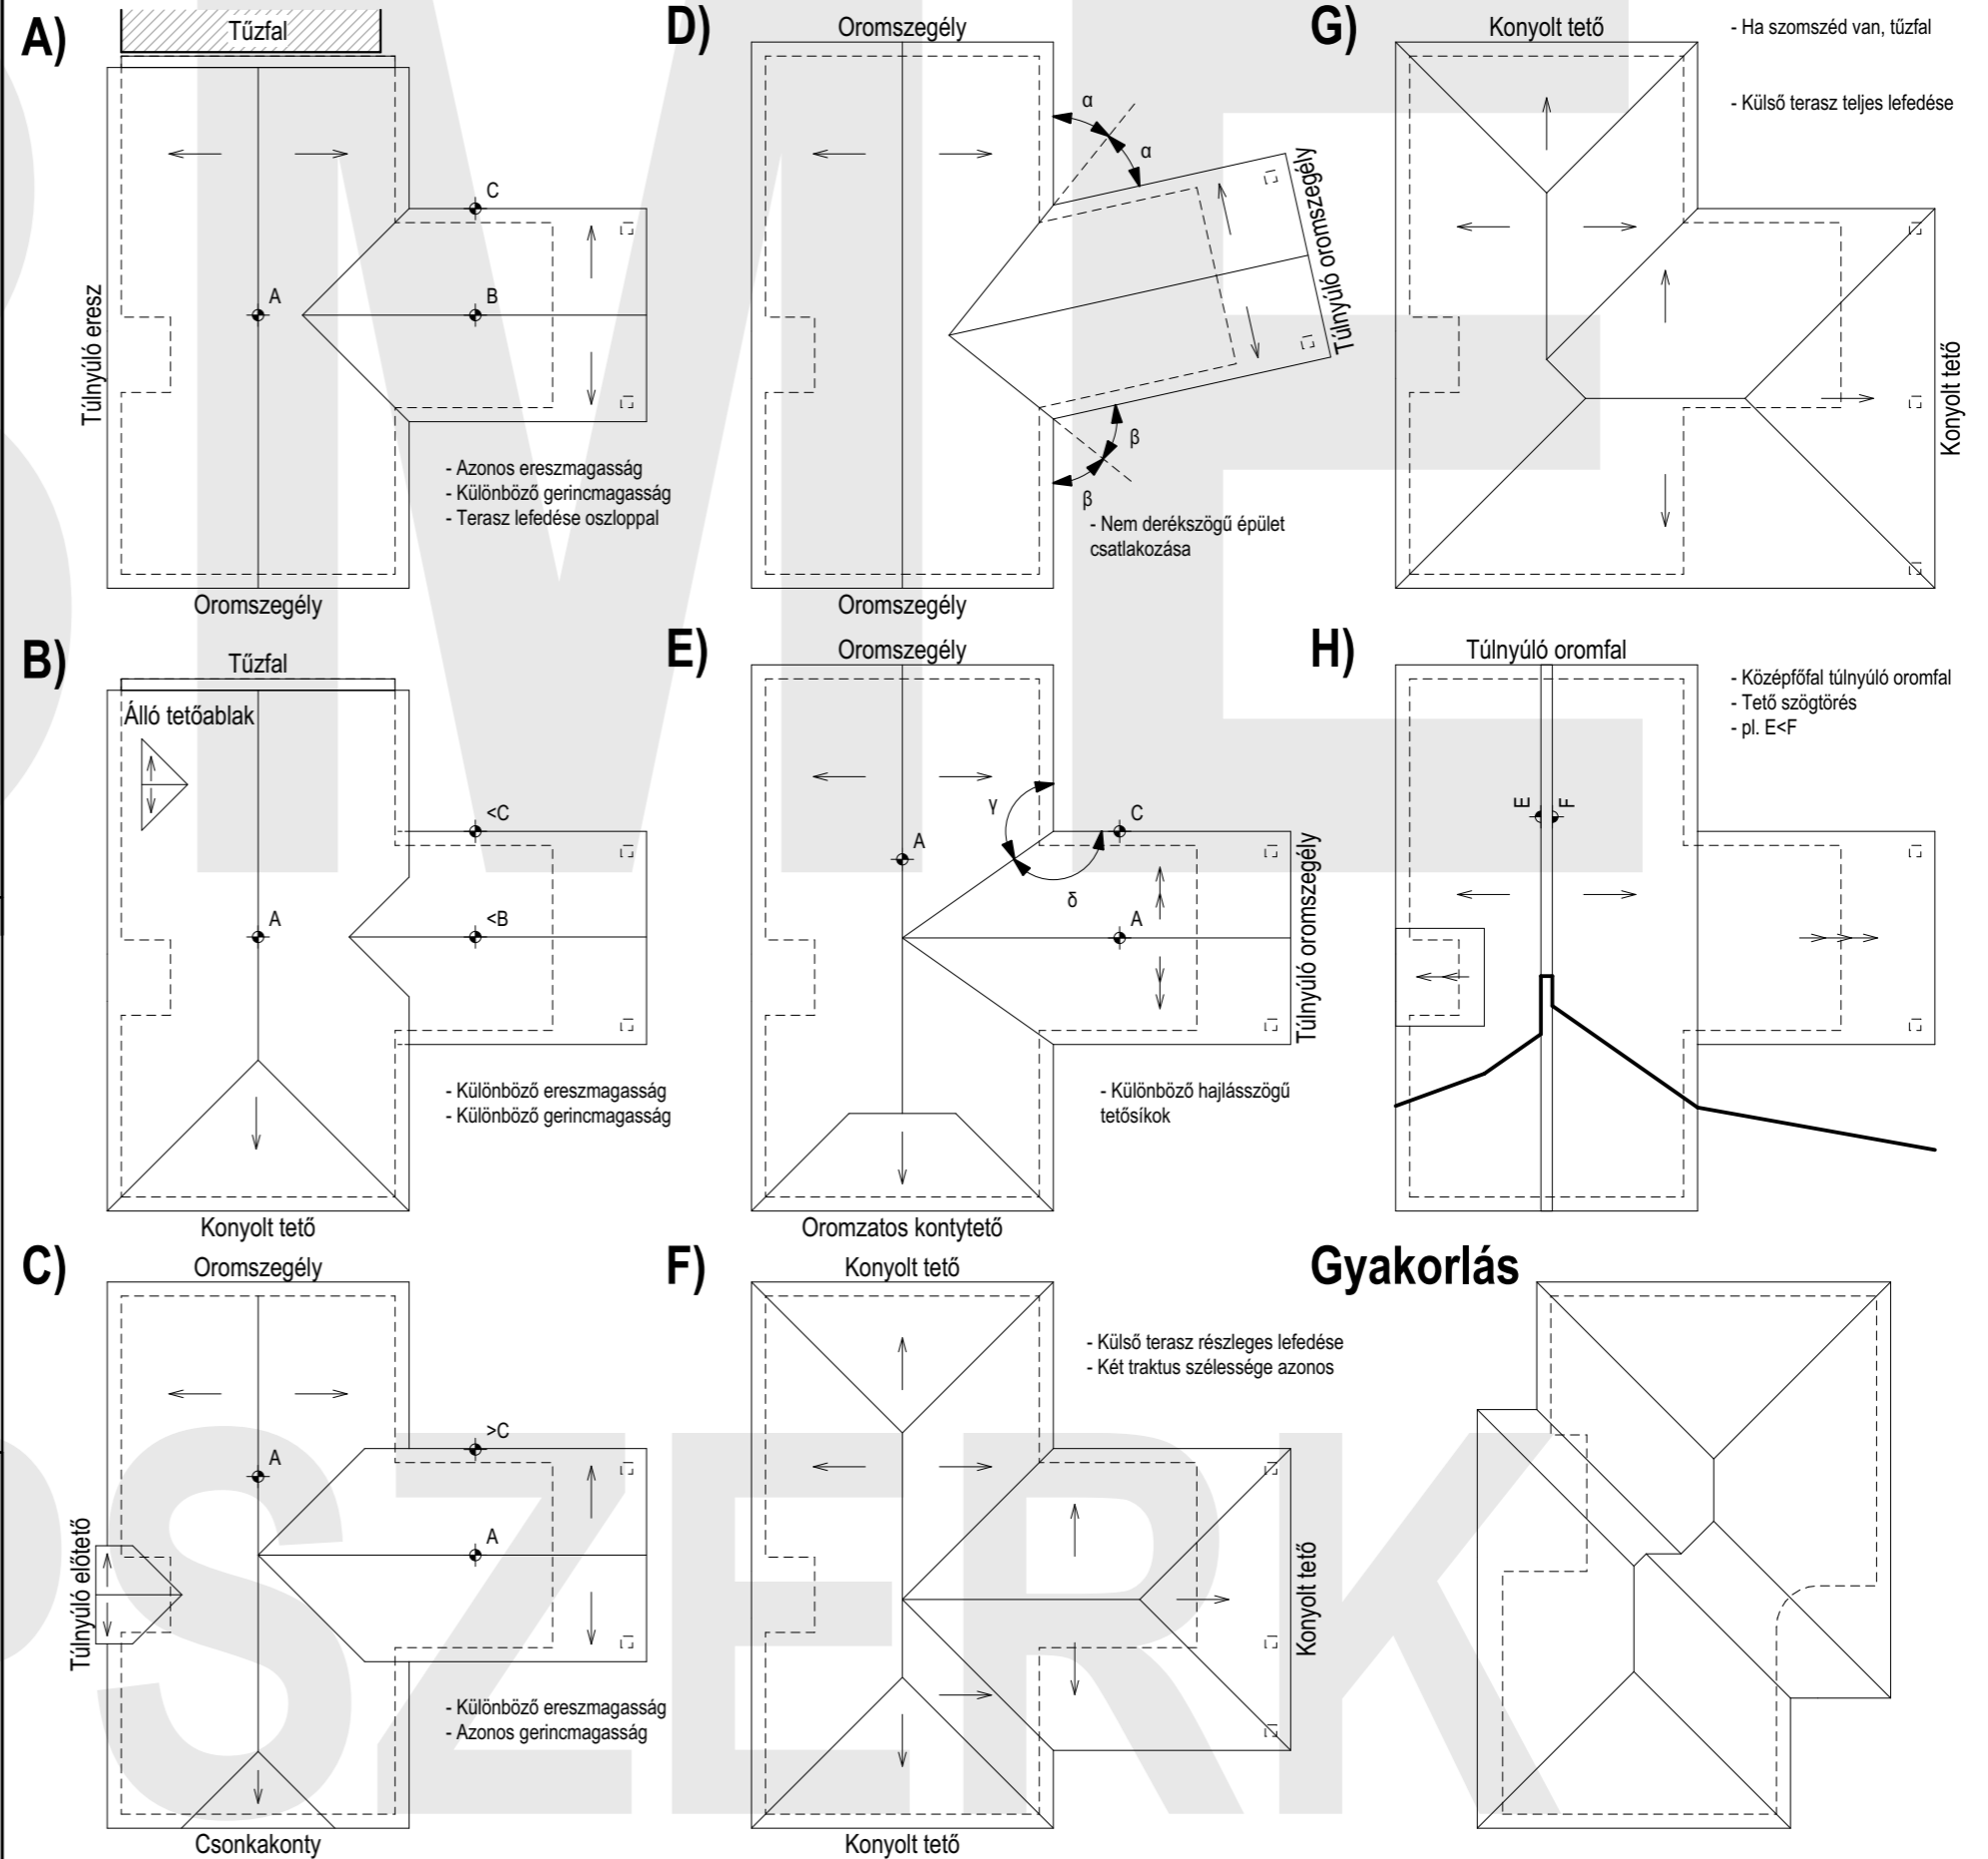 A)
Tűzfal
Túlnyúló eresz
A
C
B
- Azonos ereszmagasság
- Különböző gerincmagasság
- Terasz lefedése oszloppal
Oromszegély
B)
Tűzfal
Álló tetőablak
<C
A
<B
- Különböző ereszmagasság
- Különböző gerincmagasság
Konyolt tető
C)
Oromszegély
A
>C
A
Túlnyúló előtető
- Különböző ereszmagasság
- Azonos gerincmagasság
Csonkakonty
D)
Oromszegély
α
α
Túlnyúló oromszegély
β
β
- Nem derékszögű épület
csatlakozása
Oromszegély
E)
Oromszegély
γ
C
A
δ
A
Túlnyúló oromszegély
- Különböző hajlásszögű
tetősíkok
Oromzatos kontytető
F)
Konyolt tető
- Külső terasz részleges lefedése
- Két traktus szélessége azonos
Konyolt tető
Konyolt tető
G)
Konyolt tető
- Ha szomszéd van, tűzfal
- Külső terasz teljes lefedése
Konyolt tető
H)
Túlnyúló oromfal
- Középfőfal túlnyúló oromfal
- Tető szögtörés
- pl. E<F
E
F
Gyakorlás
BME
PSZERK